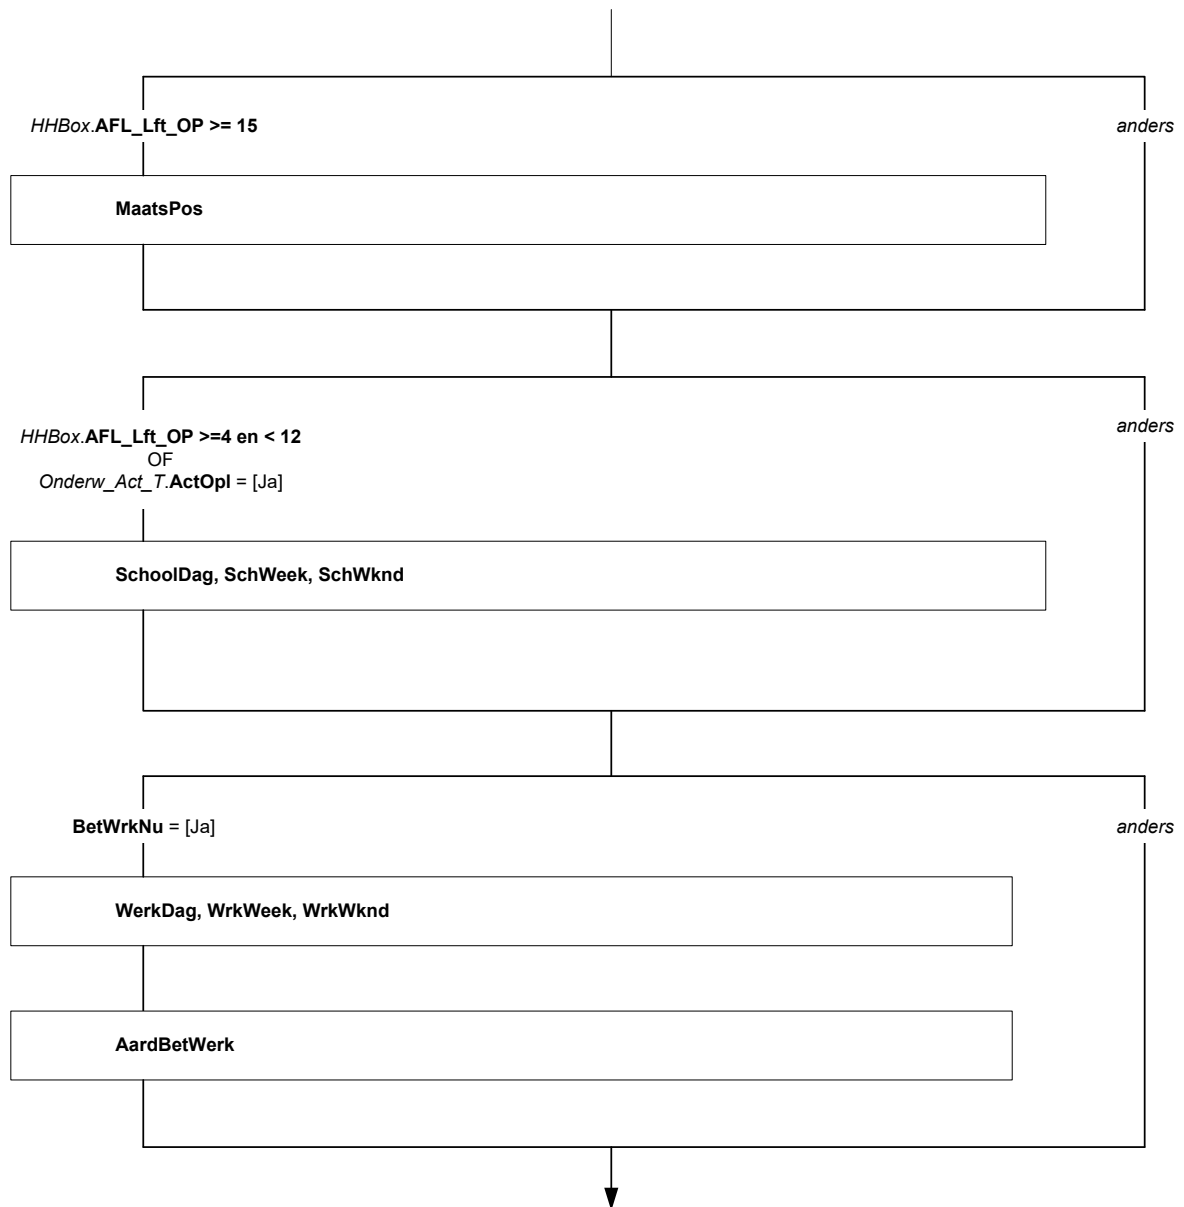 HHBox.AFL_Lft_OP >= 15
anders
MaatsPos
HHBox.AFL_Lft_OP >=4 en < 12
OF
Onderw_Act_T.ActOpl = [Ja]
anders
SchoolDag, SchWeek, SchWknd
BetWrkNu = [Ja]
anders
WerkDag, WrkWeek, WrkWknd
AardBetWerk